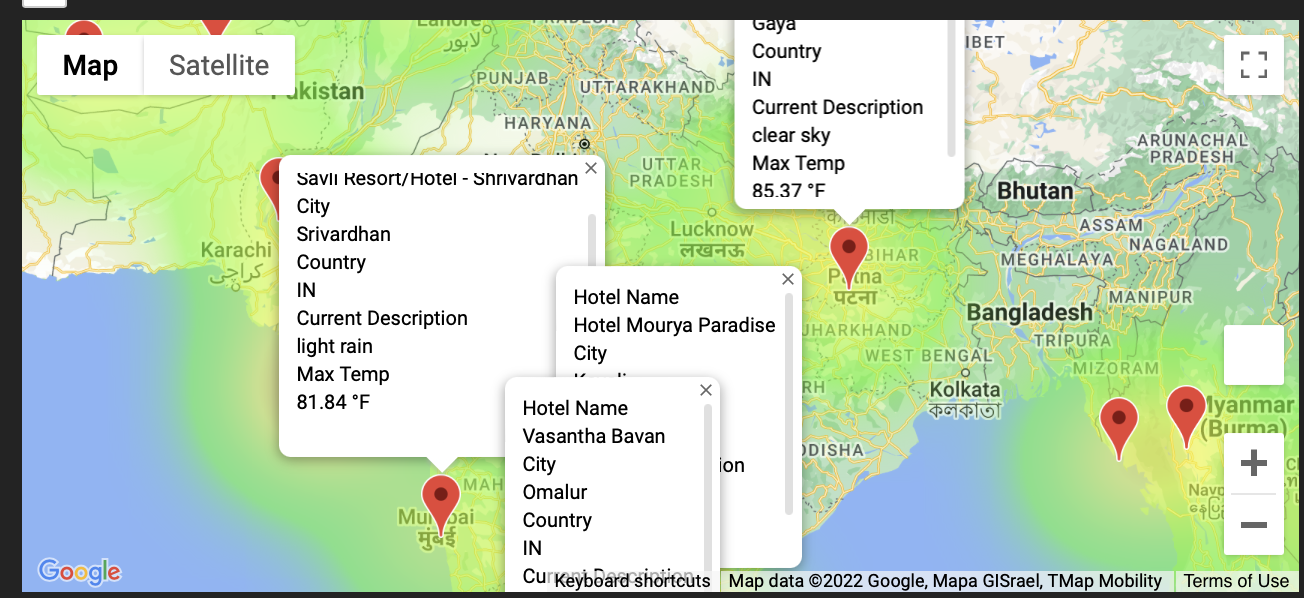 Map
Satellite
Lahore
لاہور
PRADESH
Pakistan
PUNJAB
UTTARAKHAND
HARYANA
UTTAR
PRADESH
Lucknow
लखनऊ
Karachi
کراچی
Gaya
Country
IN
Current Description
clear sky
Max Temp
85.37 °F
ARUNACHAL
PRADESH
Bhutan
ASSAM
NAGALAND
MEGHALAYA
BIHAR
Patna
पटना
MANIPUR
Bangladesh
JHARKHAND
TRIPURA
WEST BENGAL
MIZORAM
Kolkata
কলকাতা
Myanmar
(Burma)
ODISHA
Savli Resort/Hotel - Shrivardhan
City
Srivardhan
Country
IN
Current Description
light rain
Max Temp
81.84 °F
Hotel Name
Hotel Mourya Paradise
City
Hotel Name
Vasantha Bavan
City
Omalur
Country
IN
Current Description
Mumbai
मुंबई
Google
Keyboard shortcuts
Map data ©2022 Google, Mapa GISrael, TMap Mobility
Terms of Use